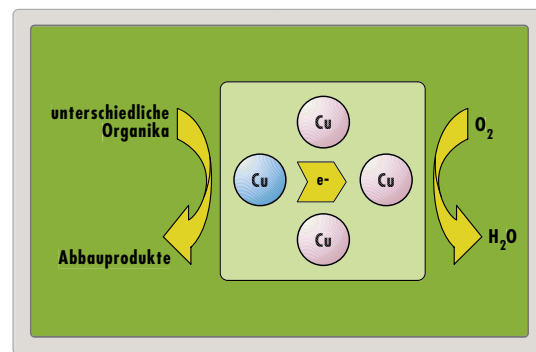 unterschiedliche
Organika
Cu
Cu
e-
Cu
Cu
O₂
Abbauprodukte
H₂O